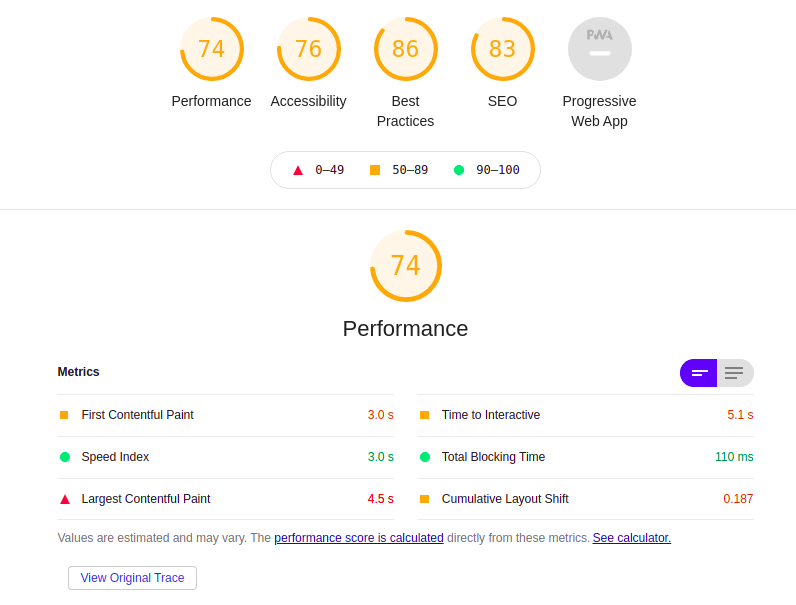 74 76 86 83 PWA
Performance Accessibility Best Practices SEO Progressive Web App
0–49 50–89 90–100
74
Performance
Metrics
First Contentful Paint 3.0 s
Time to Interactive 5.1 s
Speed Index 3.0 s
Total Blocking Time 110 ms
Largest Contentful Paint 4.5 s
Cumulative Layout Shift 0.187
Values are estimated and may vary. The performance score is calculated directly from these metrics. See calculator.
View Original Trace